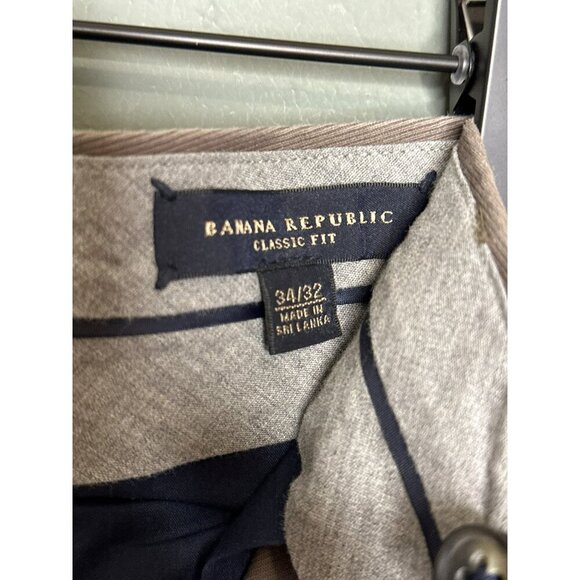 BANANA REPUBLIC
CLASSIC FIT
34/32
MADE IN
SRI LANKA